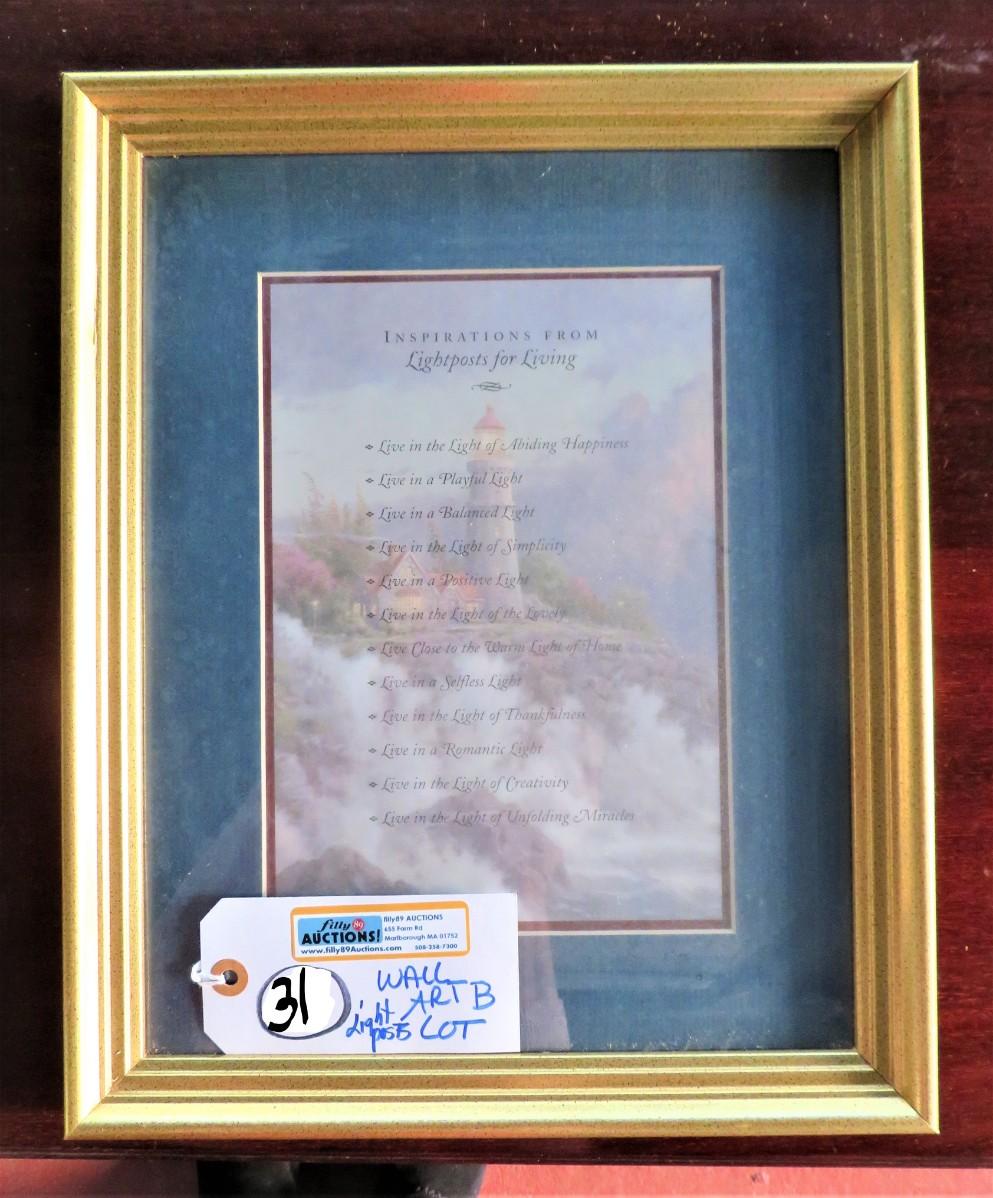 INSPIRATIONS FROM
Lightposts for Living
Live in the Light of Abiding Happiness
Live in a Playful Light
Live in a Balanced Light
Live in the Light of Simplicity
Live in a Positive Light
Live in the Light of the Lovely
Live Close to the Warm Light of Home
Live in a Selfless Light
Live in the Light of Thankfulness
Live in a Romantic Light
Live in the Light of Creativity
Live in the Light of Unfolding Miracles
filly 89
AUCTIONS!
www.filly89Auctions.com
filly89 AUCTIONS
655 Farm Rd
Marlborough MA 01752
508-358-7300
31
WALL
ART B
LOT
Light
posts